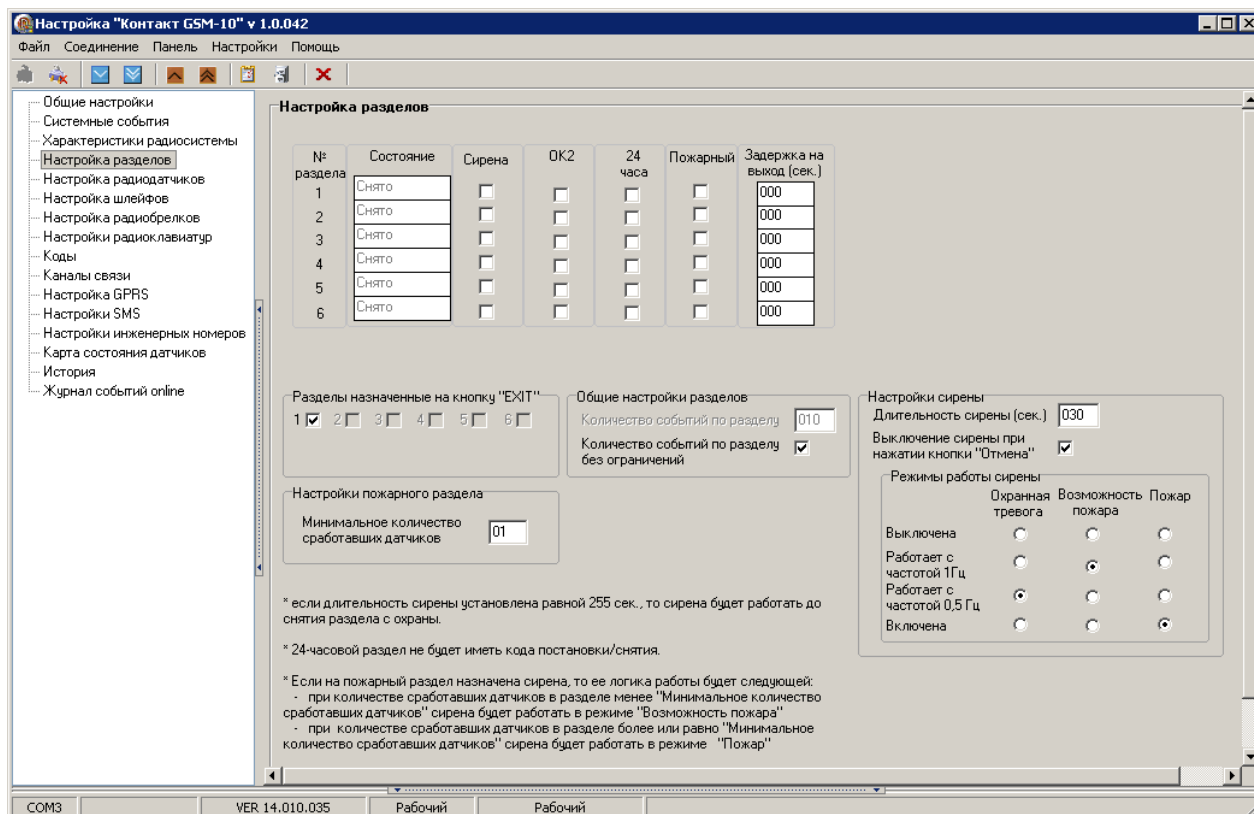 Настройка "Контакт GSM-10" v 1.0.042
Файл Соединение Панель Настройки Помощь
Общие настройки
Системные события
Характеристики радиосистемы
Настройка разделов
Настройка радиодатчиков
Настройка шлейфов
Настройка радиобрелков
Настройки радиоклавиатур
Коды
Каналы связи
Настройка GPRS
Настройки SMS
Настройки инженерных номеров
Карта состояния датчиков
История
Журнал событий online
Настройка разделов
№ раздела Состояние Сирена ОК2 24 часа Пожарный Задержка на выход (сек.)
1 Снято 000
2 Снято 000
3 Снято 000
4 Снято 000
5 Снято 000
6 Снято 000
Разделы назначенные на кнопку "EXIT"
1 2 3 4 5 6
Общие настройки разделов
Количество событий по разделу 010
Количество событий по разделу
без ограничений
Настройки пожарного раздела
Минимальное количество
сработавших датчиков 01
Настройки сирены
Длительность сирены (сек.) 030
Выключение сирены при
нажатии кнопки "Отмена"
Режимы работы сирены
Охранная тревога Возможность пожара Пожар
Выключена
Работает с
частотой 1Гц
Работает с
частотой 0,5 Гц
Включена
* если длительность сирены установлена равной 255 сек., то сирена будет работать до
снятия раздела с охраны.
* 24-часовой раздел не будет иметь кода постановки/снятия.
* Если на пожарный раздел назначена сирена, то ее логика работы будет следующей:
- при количестве сработавших датчиков в разделе менее "Минимальное количество
сработавших датчиков" сирена будет работать в режиме "Возможность пожара"
- при количестве сработавших датчиков в разделе более или равно "Минимальное
количество сработавших датчиков" сирена будет работать в режиме "Пожар"
COM3 VER 14.010.035 Рабочий Рабочий